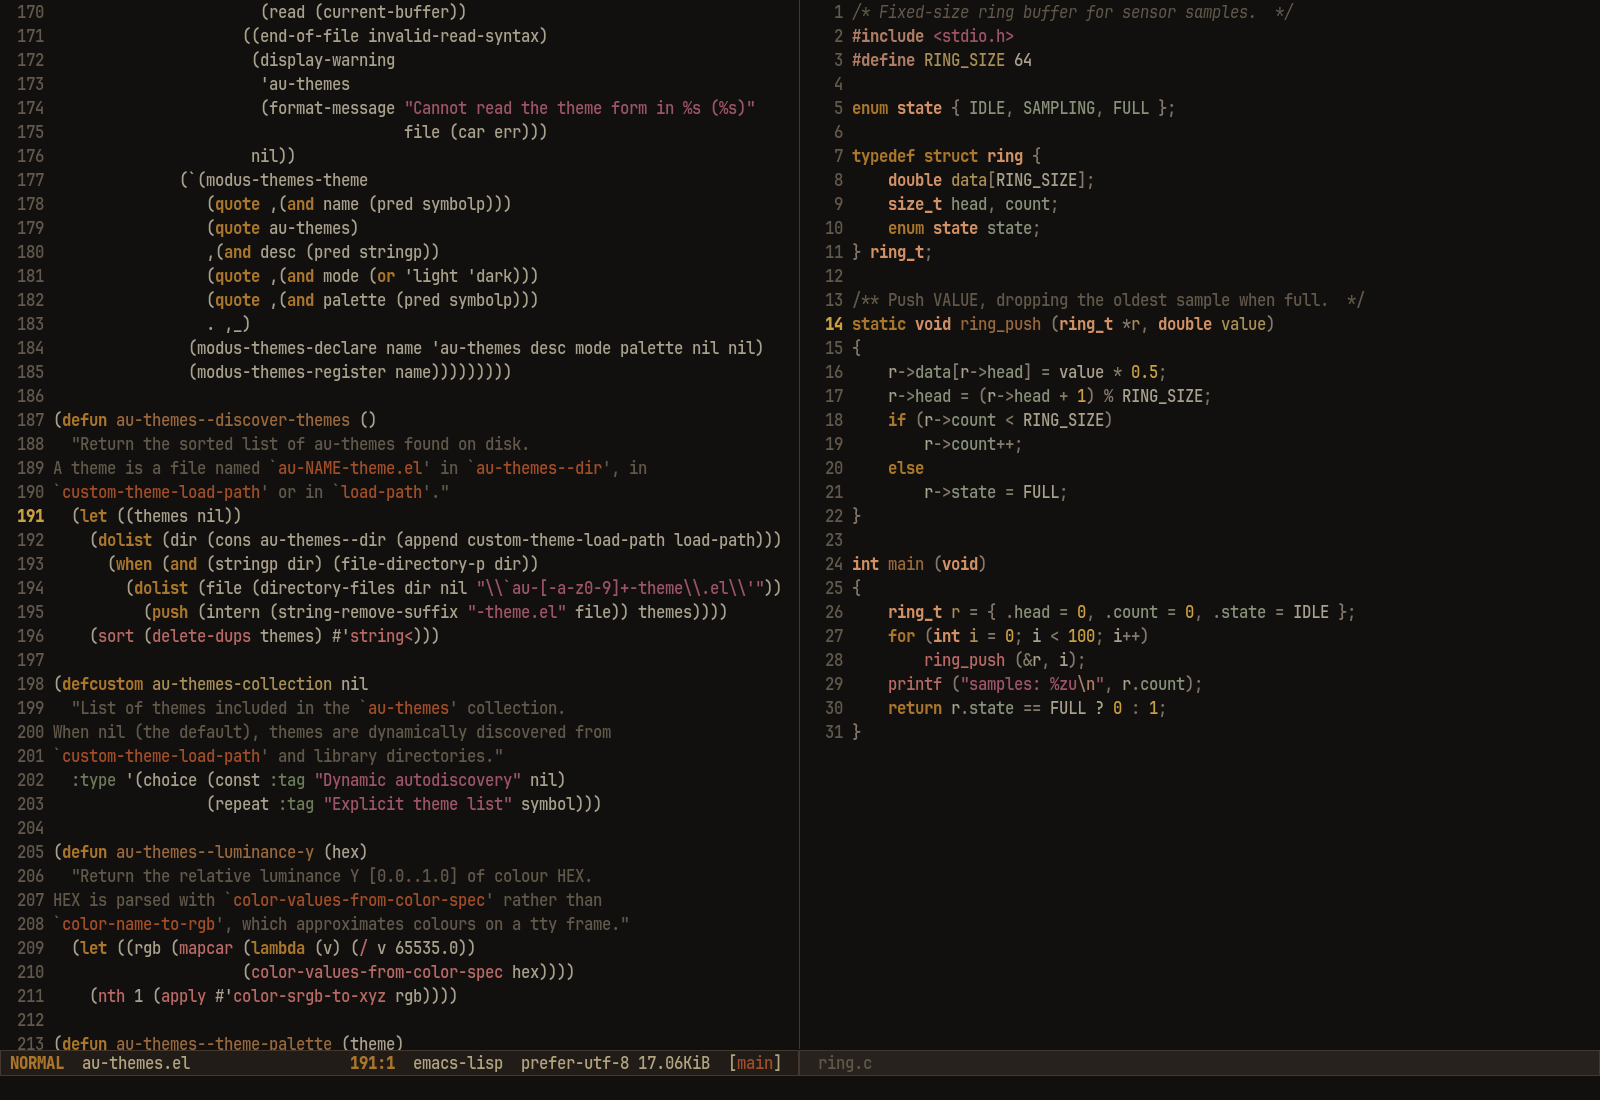 170                         (read (current-buffer))
171                       ((end-of-file invalid-read-syntax)
172                        (display-warning
173                         'au-themes
174                         (format-message "Cannot read the theme form in %s (%s)"
175                                         file (car err)))
176                        nil))
177                (`(modus-themes-theme
178                   (quote ,(and name (pred symbolp)))
179                   (quote au-themes)
180                   ,(and desc (pred stringp))
181                   (quote ,(and mode (or 'light 'dark)))
182                   (quote ,(and palette (pred symbolp)))
183                   . ,_)
184                 (modus-themes-declare name 'au-themes desc mode palette nil nil)
185                 (modus-themes-register name)))))))))
186
187 (defun au-themes--discover-themes ()
188   "Return the sorted list of au-themes found on disk.
189 A theme is a file named `au-NAME-theme.el' in `au-themes--dir', in
190 `custom-theme-load-path' or in `load-path'."
191   (let ((themes nil))
192     (dolist (dir (cons au-themes--dir (append custom-theme-load-path load-path)))
193       (when (and (stringp dir) (file-directory-p dir))
194         (dolist (file (directory-files dir nil "\\`au-[-a-z0-9]+-theme\\.el\\'"))
195           (push (intern (string-remove-suffix "-theme.el" file)) themes))))
196     (sort (delete-dups themes) #'string<)))
197
198 (defcustom au-themes-collection nil
199   "List of themes included in the `au-themes' collection.
200 When nil (the default), themes are dynamically discovered from
201 `custom-theme-load-path' and library directories."
202   :type '(choice (const :tag "Dynamic autodiscovery" nil)
203                  (repeat :tag "Explicit theme list" symbol)))
204
205 (defun au-themes--luminance-y (hex)
206   "Return the relative luminance Y [0.0..1.0] of colour HEX.
207 HEX is parsed with `color-values-from-color-spec' rather than
208 `color-name-to-rgb', which approximates colours on a tty frame."
209   (let ((rgb (mapcar (lambda (v) (/ v 65535.0))
210                      (color-values-from-color-spec hex))))
211     (nth 1 (apply #'color-srgb-to-xyz rgb))))
212
213 (defun au-themes--theme-palette (theme)
NORMAL  au-themes.el                  191:1  emacs-lisp  prefer-utf-8 17.06KiB  [main]
1 /* Fixed-size ring buffer for sensor samples.  */
2 #include <stdio.h>
3 #define RING_SIZE 64
4
5 enum state { IDLE, SAMPLING, FULL };
6
7 typedef struct ring {
8     double data[RING_SIZE];
9     size_t head, count;
10     enum state state;
11 } ring_t;
12
13 /** Push VALUE, dropping the oldest sample when full.  */
14 static void ring_push (ring_t *r, double value)
15 {
16     r->data[r->head] = value * 0.5;
17     r->head = (r->head + 1) % RING_SIZE;
18     if (r->count < RING_SIZE)
19         r->count++;
20     else
21         r->state = FULL;
22 }
23
24 int main (void)
25 {
26     ring_t r = { .head = 0, .count = 0, .state = IDLE };
27     for (int i = 0; i < 100; i++)
28         ring_push (&r, i);
29     printf ("samples: %zu\n", r.count);
30     return r.state == FULL ? 0 : 1;
31 }
ring.c